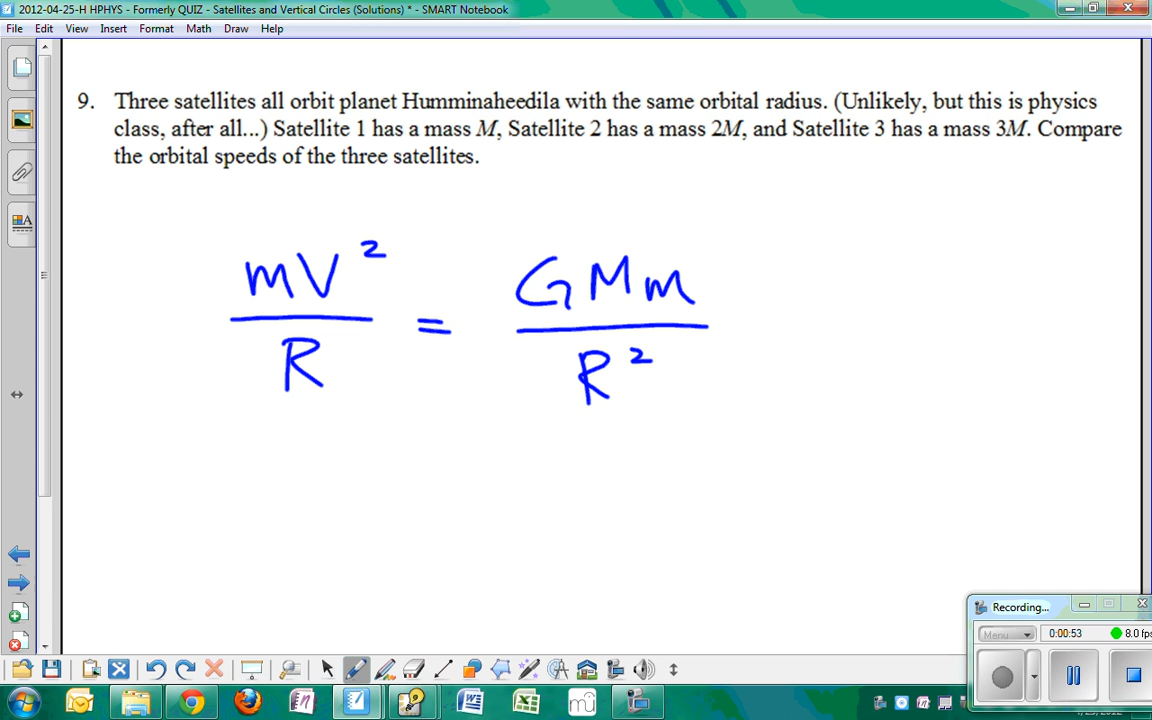 2012-04-25-H HPHYS - Formerly QUIZ - Satellites and Vertical Circles (Solutions) * - SMART Notebook
File Edit View Insert Format Math Draw Help
9. Three satellites all orbit planet Humminaheedila with the same orbital radius. (Unlikely, but this is physics
class, after all...) Satellite 1 has a mass M, Satellite 2 has a mass 2M, and Satellite 3 has a mass 3M. Compare
the orbital speeds of the three satellites.
mV² / R = GMm / R²
Recording...
Menu 0:00:53 8.0 fps